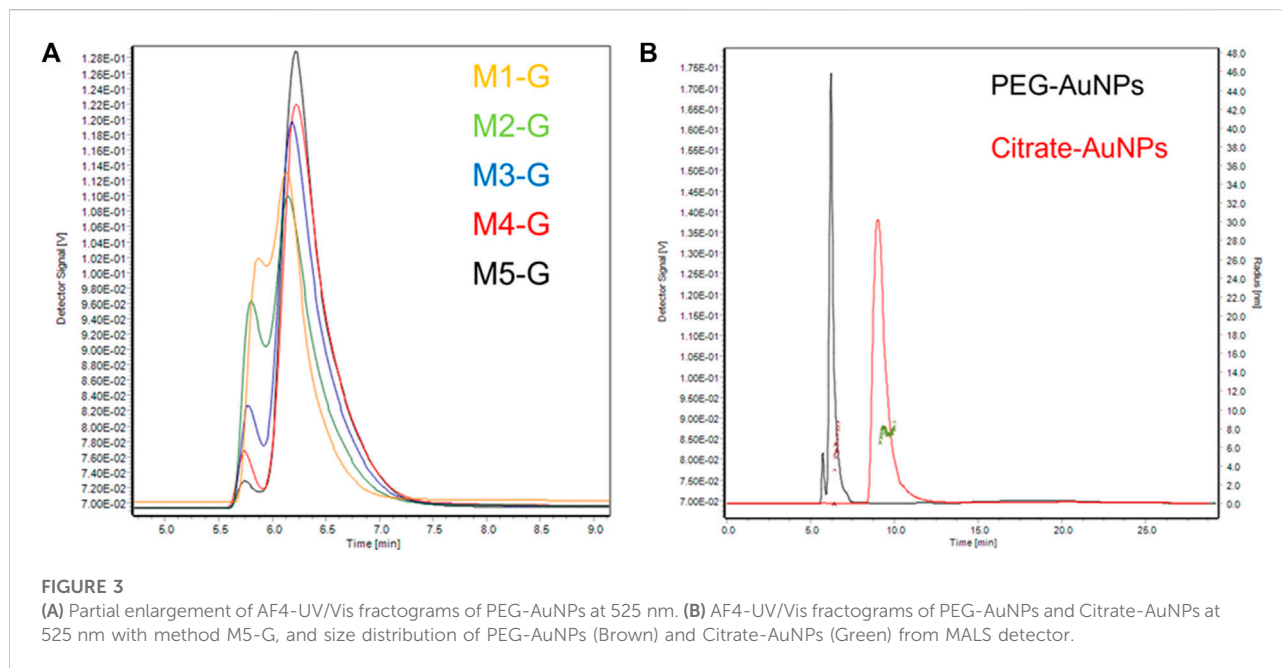 A
1.28E-01
1.26E-01
1.24E-01
1.22E-01
1.20E-01
1.18E-01
1.16E-01
1.14E-01
1.12E-01
1.10E-01
1.08E-01
1.06E-01
1.04E-01
1.02E-01
1.00E-01
9.80E-02
9.60E-02
9.40E-02
9.20E-02
9.00E-02
8.80E-02
8.60E-02
8.40E-02
8.20E-02
8.00E-02
7.80E-02
7.60E-02
7.40E-02
7.20E-02
7.00E-02
Detector Signal [V]
M1-G
M2-G
M3-G
M4-G
M5-G
5.0 5.5 6.0 6.5 7.0 7.5 8.0 8.5 9.0
Time [min]
B
1.75E-01
1.70E-01
1.65E-01
1.60E-01
1.55E-01
1.50E-01
1.45E-01
1.40E-01
1.35E-01
1.30E-01
1.25E-01
1.20E-01
1.15E-01
1.10E-01
1.05E-01
1.00E-01
9.50E-02
9.00E-02
8.50E-02
8.00E-02
7.50E-02
7.00E-02
Detector Signal [V]
PEG-AuNPs
Citrate-AuNPs
48.0
46.0
44.0
42.0
40.0
38.0
36.0
34.0
32.0
30.0
28.0
26.0
24.0
22.0
20.0
18.0
16.0
14.0
12.0
10.0
8.0
6.0
4.0
2.0
0.0
Radius [nm]
0.0 5.0 10.0 15.0 20.0 25.0
Time [min]
FIGURE 3
(A) Partial enlargement of AF4-UV/Vis fractograms of PEG-AuNPs at 525 nm. (B) AF4-UV/Vis fractograms of PEG-AuNPs and Citrate-AuNPs at
525 nm with method M5-G, and size distribution of PEG-AuNPs (Brown) and Citrate-AuNPs (Green) from MALS detector.